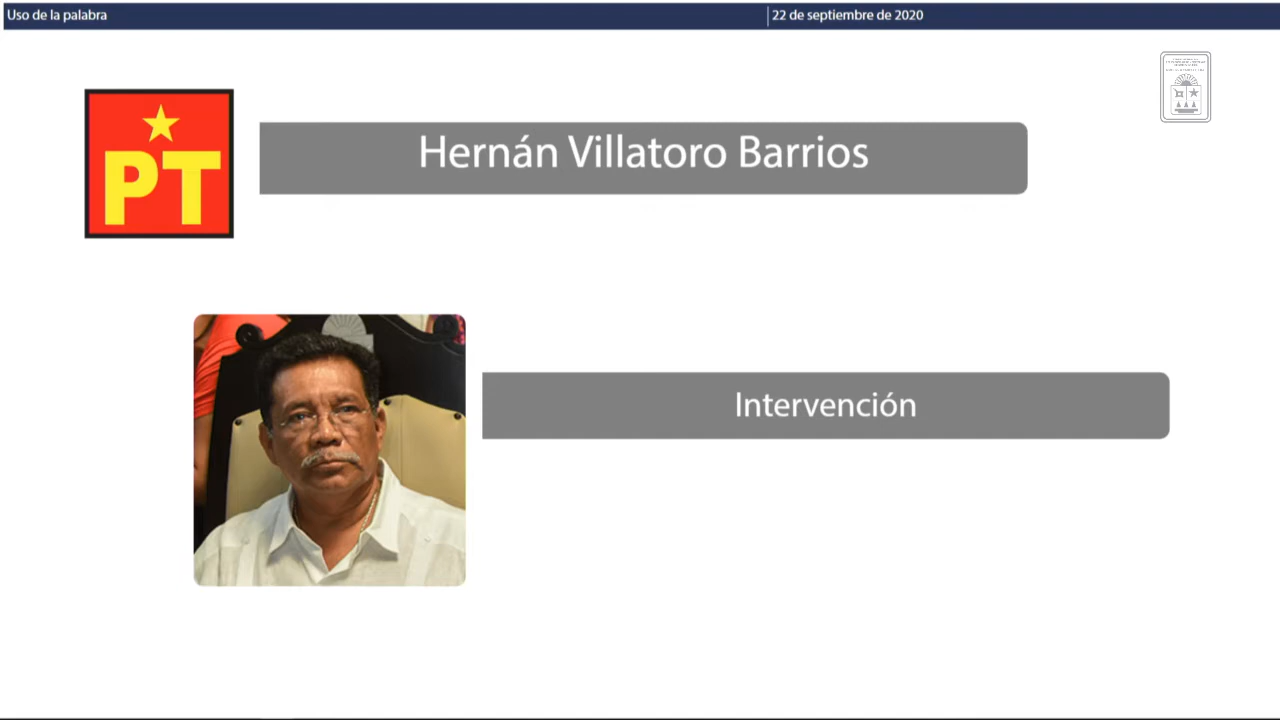 Uso de la palabra
22 de septiembre de 2020
PT
Hernán Villatoro Barrios
Intervención